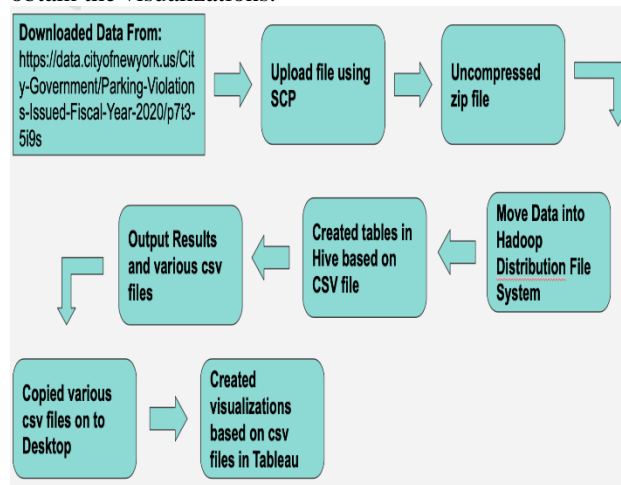 obtain the visualizations.
Downloaded Data From:
https://data.cityofnewyork.us/Cit
y-Government/Parking-Violation
s-Issued-Fiscal-Year-2020/p7t3-
5i9s
Upload file using
SCP
Uncompressed
zip file
Move Data into
Hadoop
Distribution File
System
Created tables in
Hive based on
CSV file
Output Results
and various csv
files
Copied various
csv files on to
Desktop
Created
visualizations
based on csv
files in Tableau